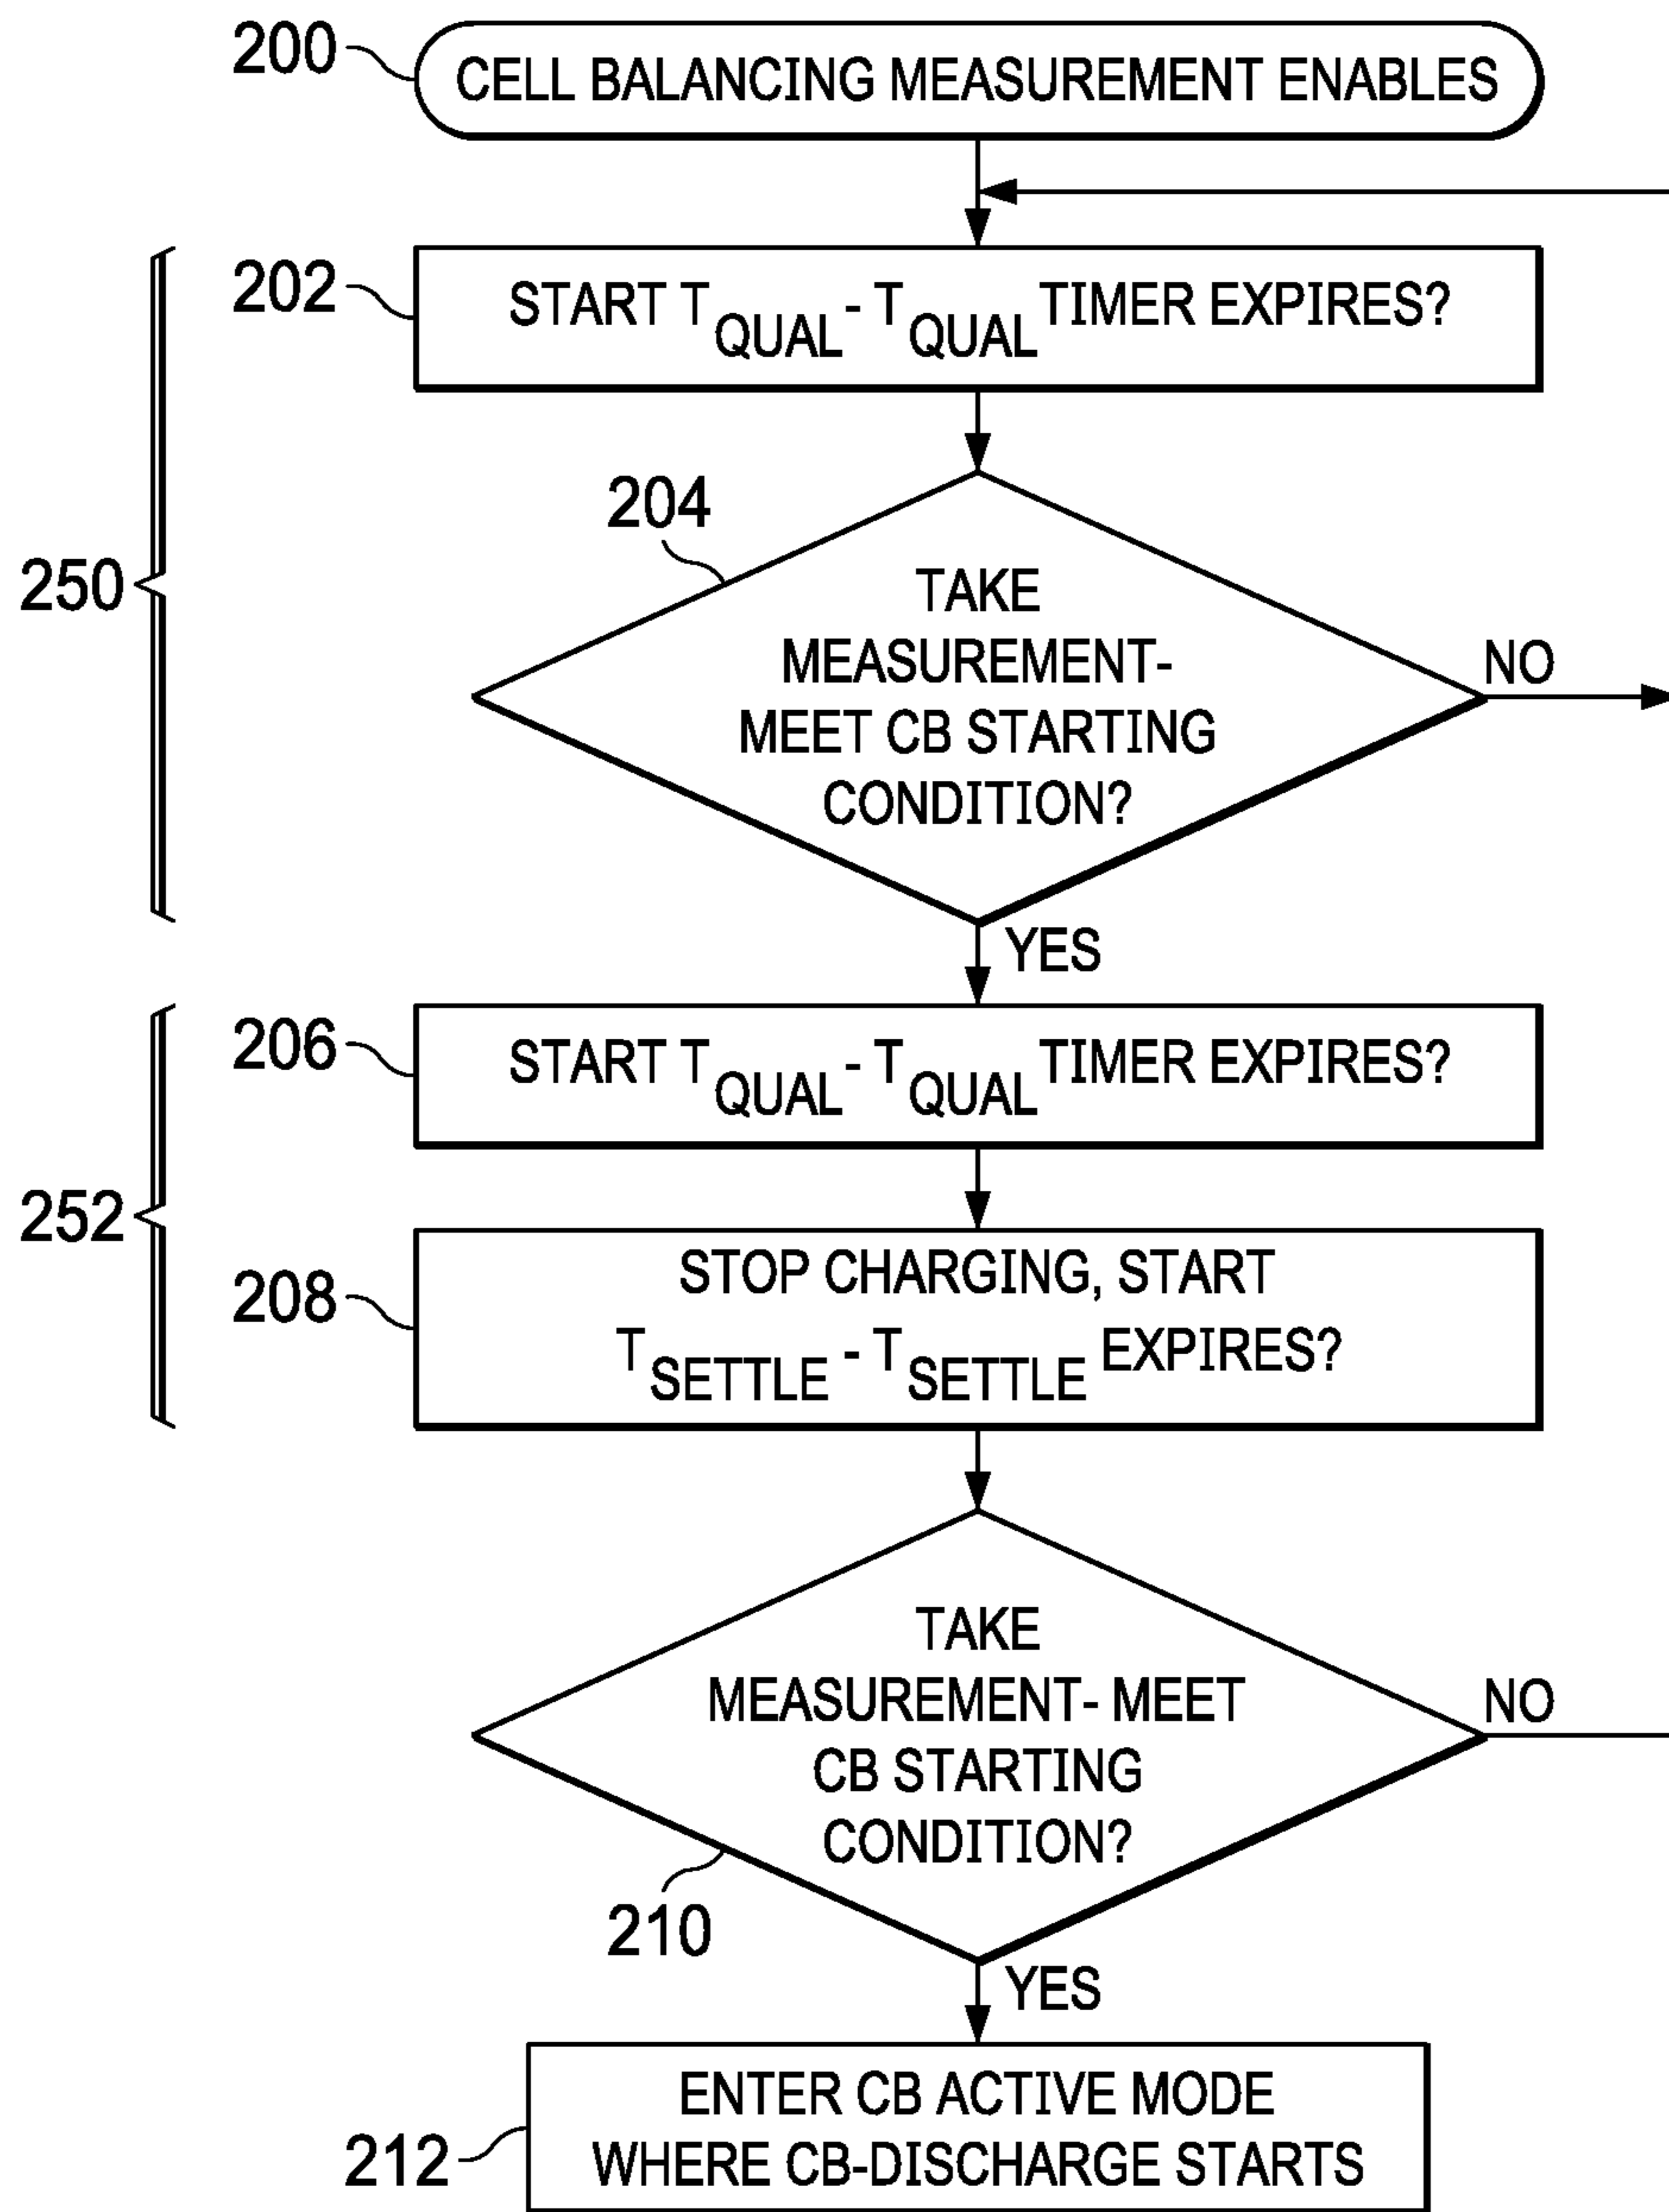 200
CELL BALANCING MEASUREMENT ENABLES
202
START TQUAL - TQUAL TIMER EXPIRES?
204
TAKE
MEASUREMENT-
MEET CB STARTING
CONDITION?
NO
250
YES
206
START TQUAL - TQUAL TIMER EXPIRES?
252
208
STOP CHARGING, START
TSETTLE - TSETTLE EXPIRES?
TAKE
MEASUREMENT- MEET
CB STARTING
CONDITION?
NO
210
YES
212
ENTER CB ACTIVE MODE
WHERE CB-DISCHARGE STARTS